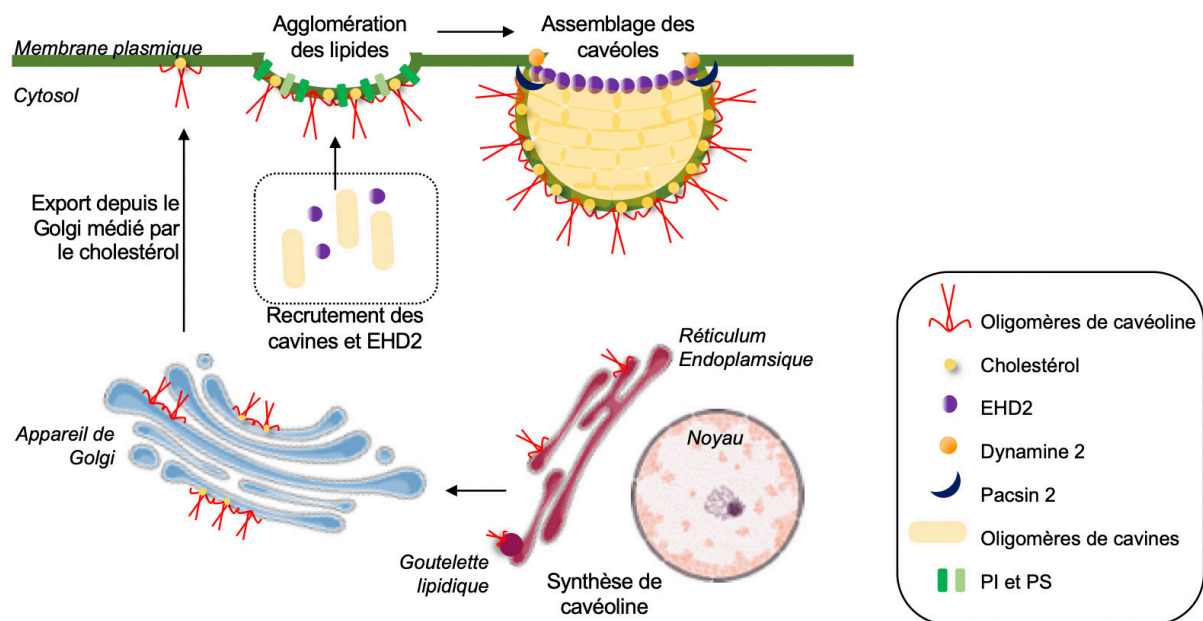 Membrane plasmique
Cytosol
Agglomération
des lipides
Assemblage des
cavéoles
Export depuis le
Golgi médié par
le cholestérol
Recrutement des
cavines et EHD2
Appareil de
Golgi
Réticulum
Endoplamsique
Noyau
Goutelette
lipidique
Synthèse de
cavéoline
Oligomères de cavéoline
Cholestérol
EHD2
Dynamine 2
Pacsin 2
Oligomères de cavines
PI et PS